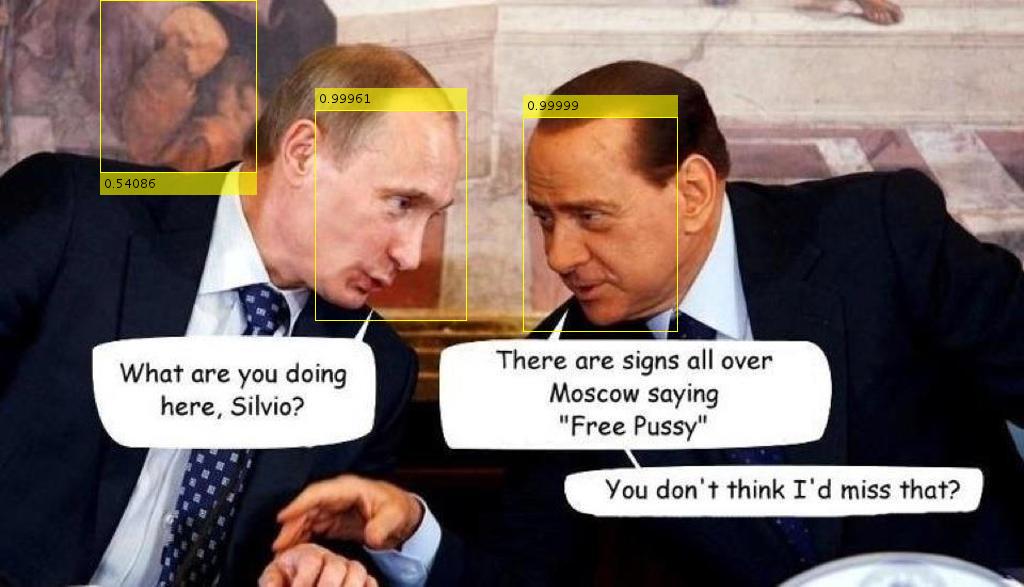 0.99961
0.99999
0.54086
What are you doing
here, Silvio?
There are signs all over
Moscow saying
"Free Pussy"
You don't think I'd miss that?